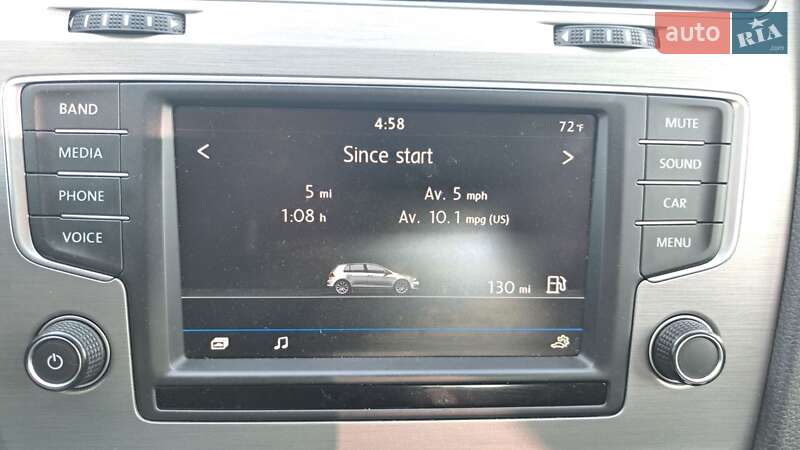 auto RIA .com
BAND
MEDIA
PHONE
VOICE
4:58
72°F
<
Since start
>
5 mi
Av. 5 mph
1:08 h
Av. 10.1 mpg (US)
130 mi
MUTE
SOUND
CAR
MENU